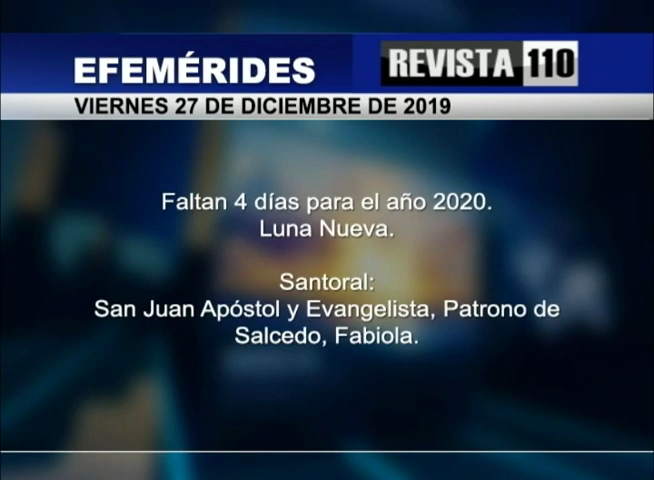 EFEMÉRIDES
REVISTA 110
VIERNES 27 DE DICIEMBRE DE 2019
Faltan 4 días para el año 2020.
Luna Nueva.
Santoral:
San Juan Apóstol y Evangelista, Patrono de
Salcedo, Fabiola.